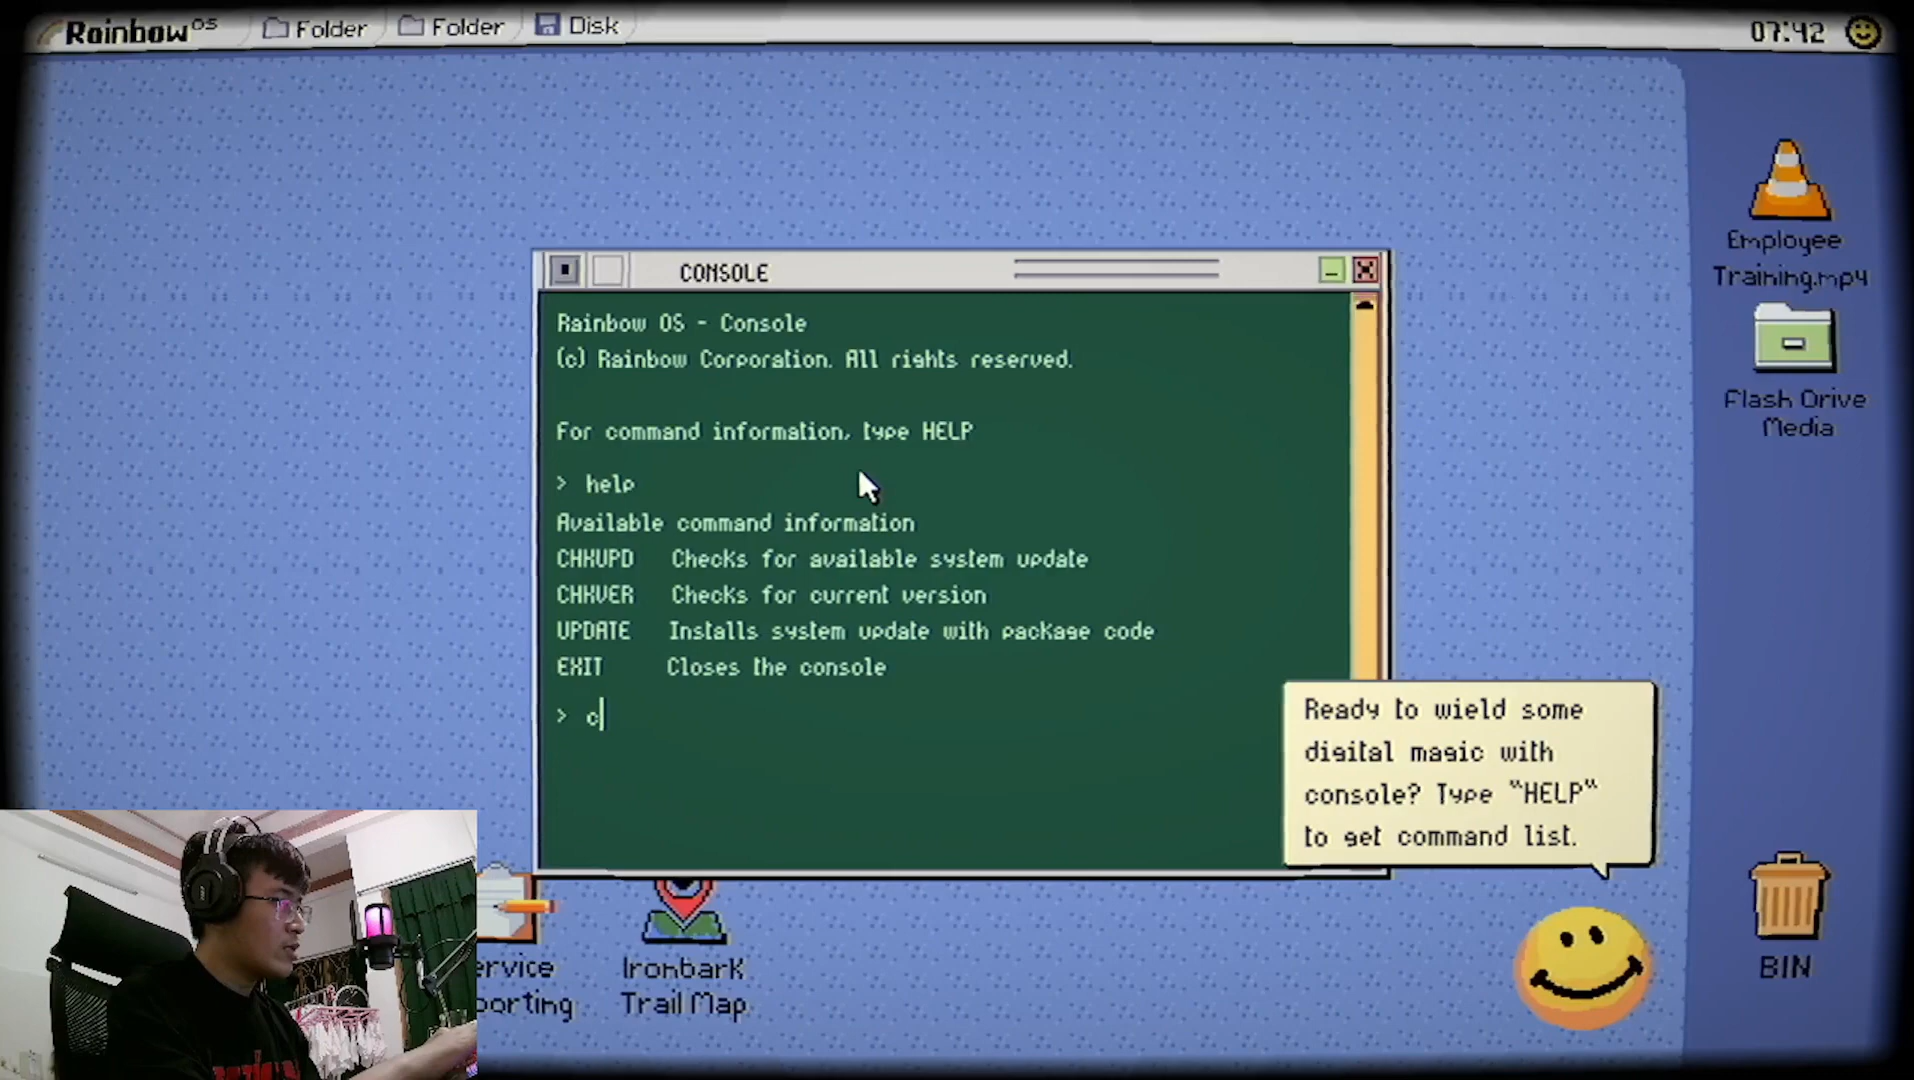 RainbowOS
Folder
Folder
Disk
07:42
Employee
Training.mp4
Flash Drive
Media
CONSOLE
Rainbow OS - Console
(c) Rainbow Corporation. All rights reserved.
For command information, type HELP
> help
Available command information
CHKUPD Checks for available system update
CHKVER Checks for current version
UPDATE Installs system update with package code
EXIT Closes the console
> c
Ready to wield some
digital magic with
console? Type "HELP"
to get command list.
ervice
porting
Ironbark
Trail Map
BIN